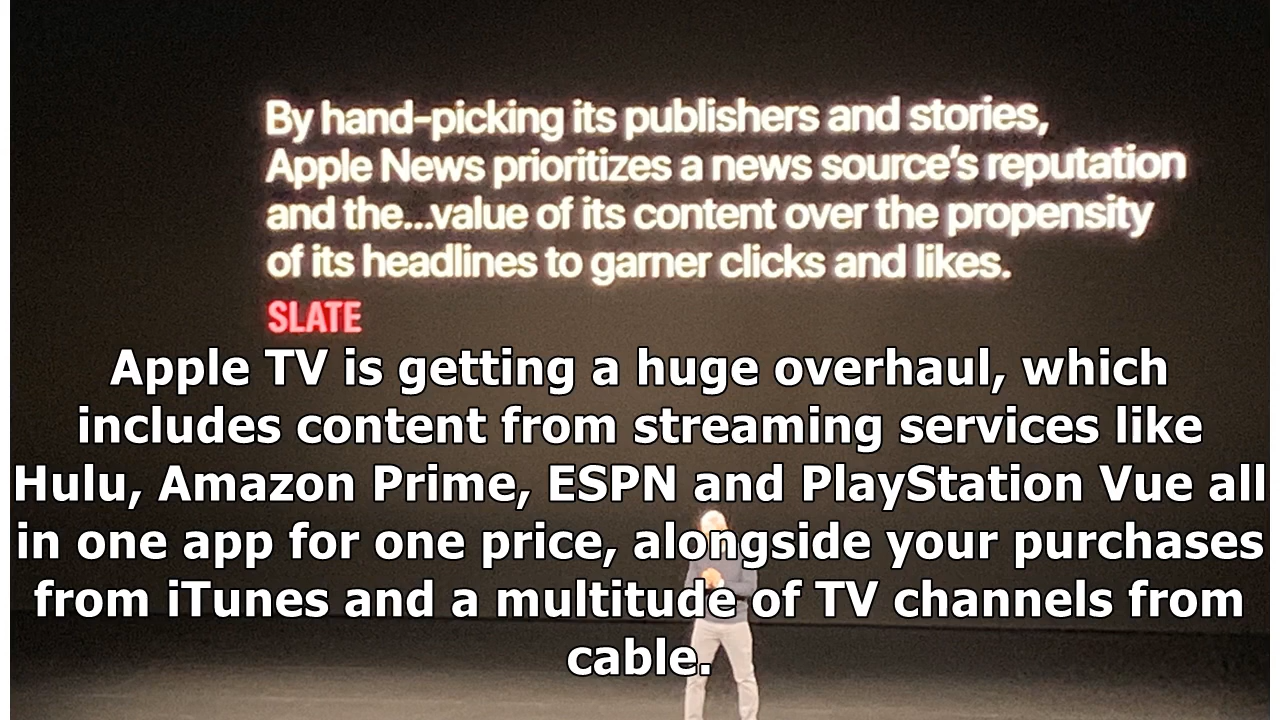 By hand-picking its publishers and stories,
Apple News prioritizes a news source's reputation
and the...value of its content over the propensity
of its headlines to garner clicks and likes.
SLATE
Apple TV is getting a huge overhaul, which
includes content from streaming services like
Hulu, Amazon Prime, ESPN and PlayStation Vue all
in one app for one price, alongside your purchases
from iTunes and a multitude of TV channels from
cable.